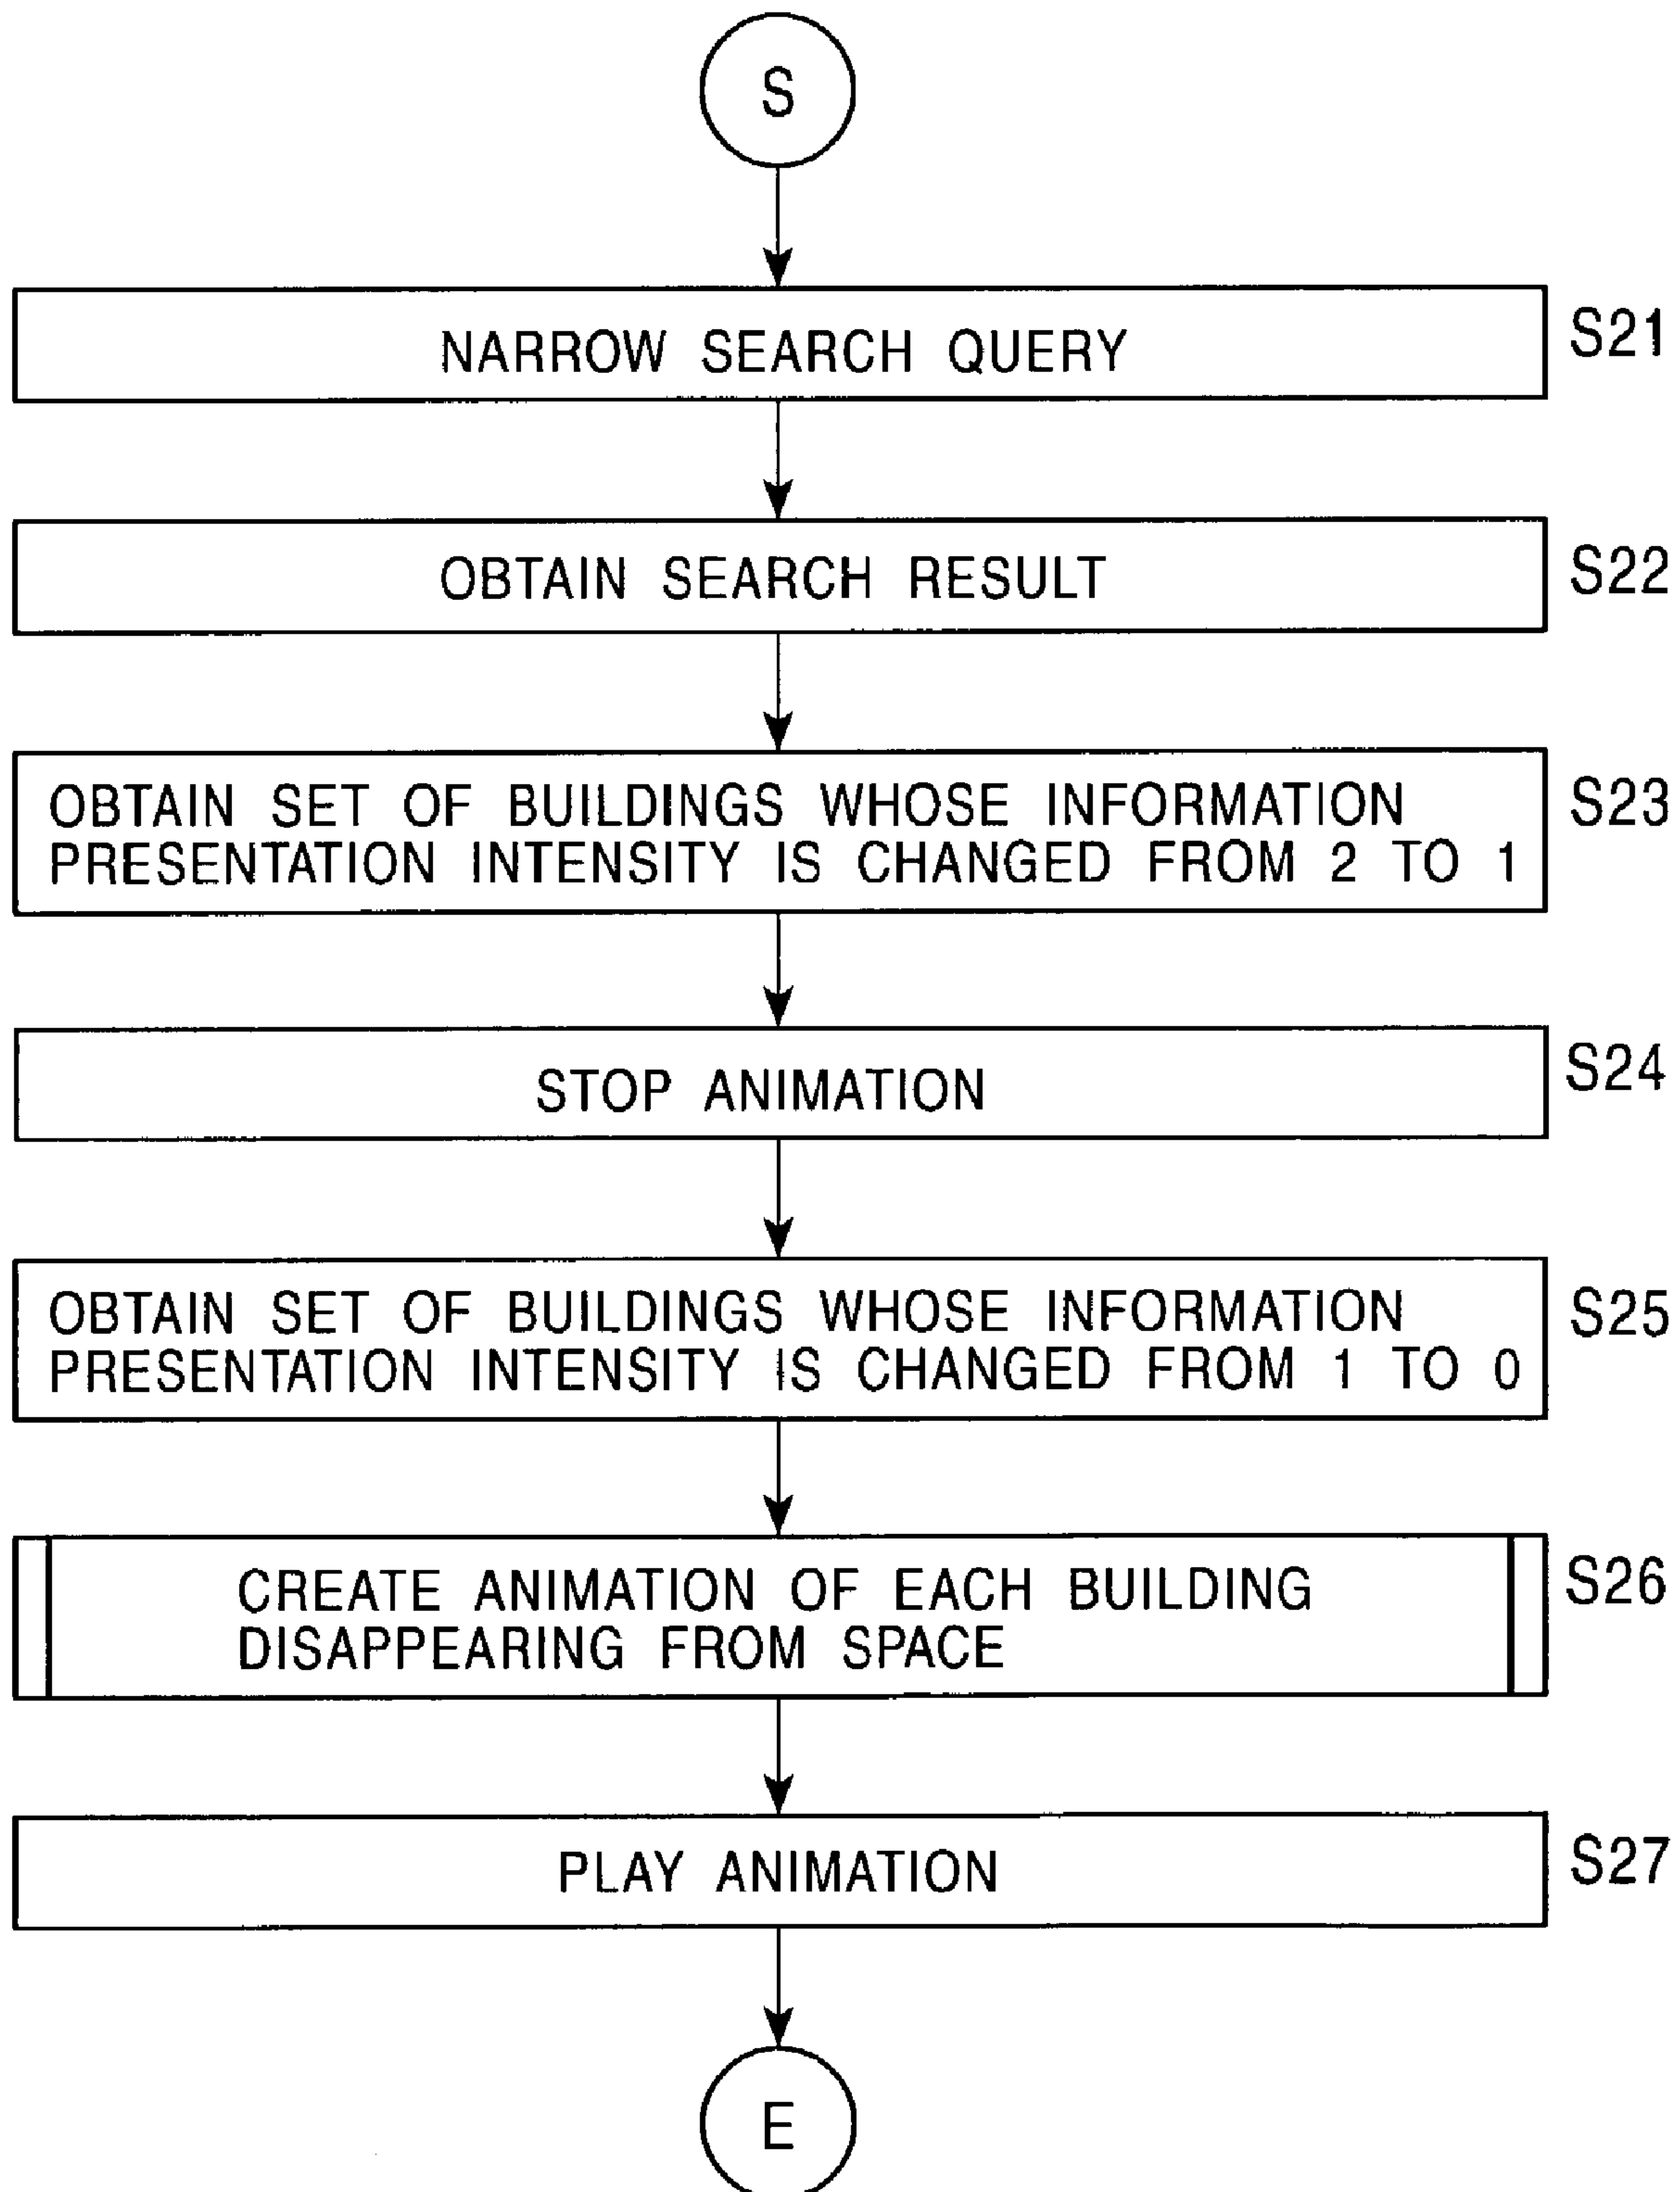 S
NARROW SEARCH QUERY
S21
OBTAIN SEARCH RESULT
S22
OBTAIN SET OF BUILDINGS WHOSE INFORMATION
PRESENTATION INTENSITY IS CHANGED FROM 2 TO 1
S23
STOP ANIMATION
S24
OBTAIN SET OF BUILDINGS WHOSE INFORMATION
PRESENTATION INTENSITY IS CHANGED FROM 1 TO 0
S25
CREATE ANIMATION OF EACH BUILDING
DISAPPEARING FROM SPACE
S26
PLAY ANIMATION
S27
E